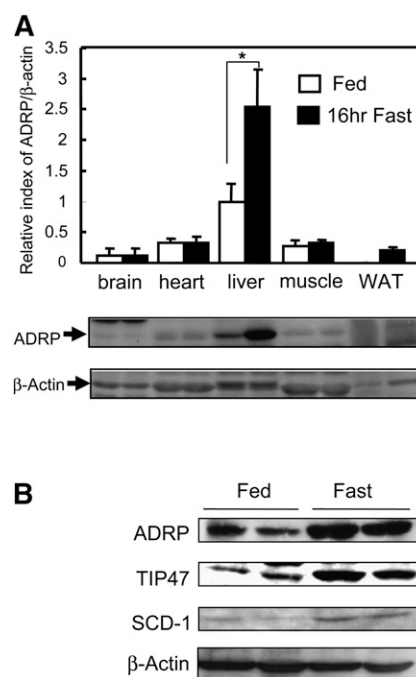 A
Relative index of ADRP/β-actin
3.5
3
2.5
2
1.5
1
0.5
0
*
Fed
16hr Fast
brain heart liver muscle WAT
ADRP
β-Actin
B
Fed Fast
ADRP
TIP47
SCD-1
β-Actin